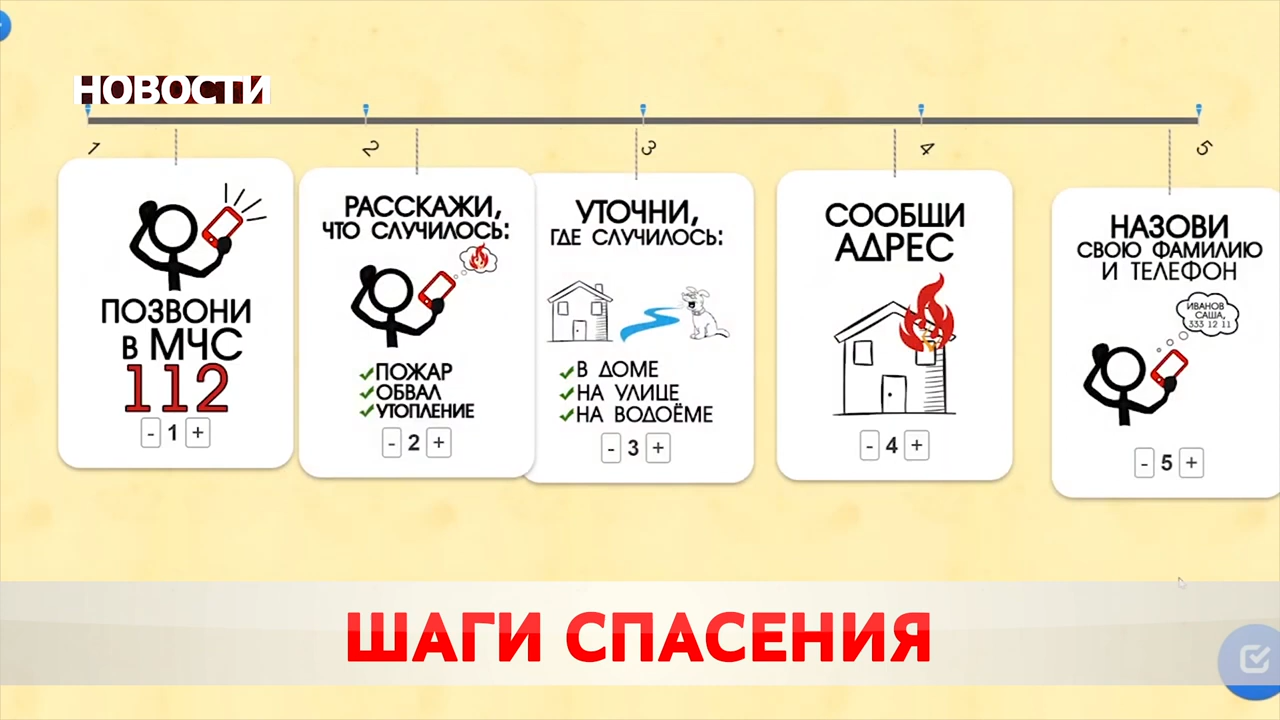 НОВОСТИ
1
2
3
4
5
ПОЗВОНИ
В МЧС
112
- 1 +
РАССКАЖИ,
ЧТО СЛУЧИЛОСЬ:
ПОЖАР
ОБВАЛ
УТОПЛЕНИЕ
- 2 +
УТОЧНИ,
ГДЕ СЛУЧИЛОСЬ:
В ДОМЕ
НА УЛИЦЕ
НА ВОДОЁМЕ
- 3 +
СООБЩИ
АДРЕС
- 4 +
НАЗОВИ
СВОЮ ФАМИЛИЮ
И ТЕЛЕФОН
ИВАНОВ
САША,
333 12 11
- 5 +
ШАГИ СПАСЕНИЯ